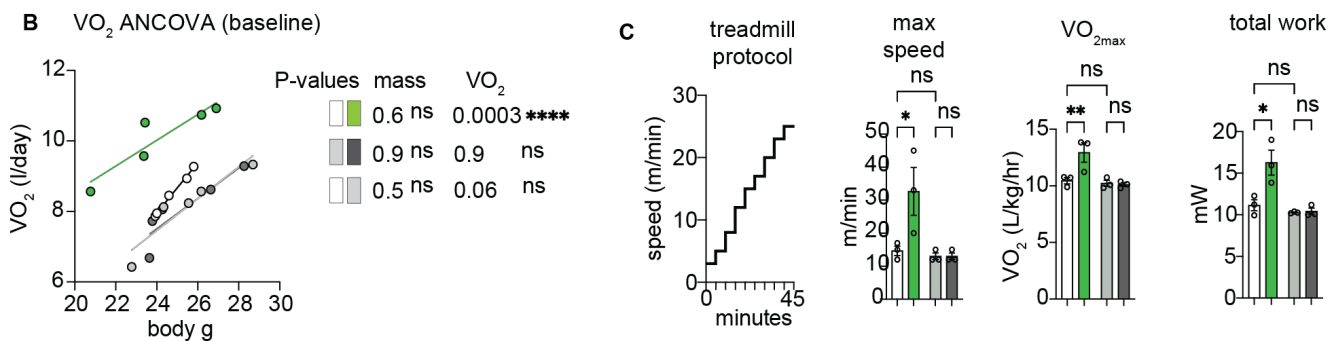 B VO2 ANCOVA (baseline)
VO2 (l/day)
10
8
6
20 22 24 26 28 30
body g
P-values mass VO2
0.6 ns 0.0003 ****
0.9 ns 0.9 ns
0.5 ns 0.06 ns
C
treadmill
protocol
speed (m/min)
30
20
10
0
0 45
minutes
max
speed
ns
* ns
m/min
50
40
30
20
10
0
VO2max
ns
** ns
VO2 (L/kg/hr)
15
10
5
0
total work
ns
* ns
mW
20
15
10
5
0